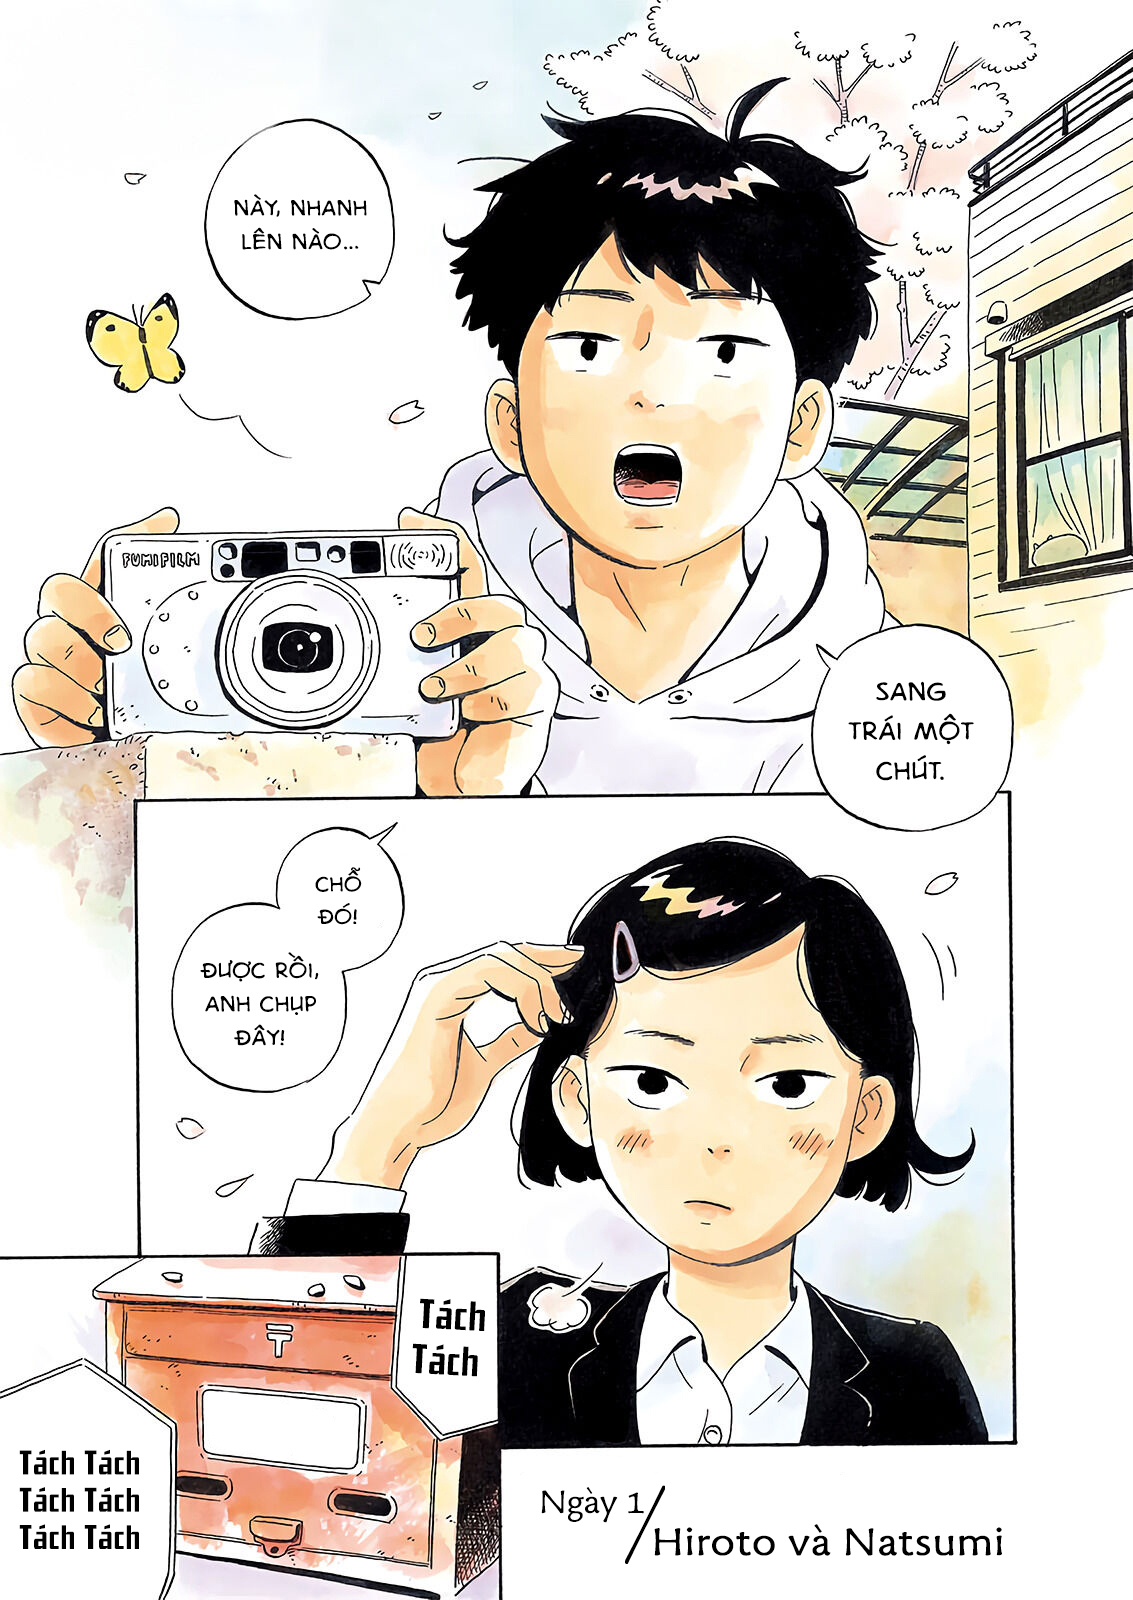 NÀY, NHANH
LÊN NÀO...
FUMIFILM
SANG
TRÁI MỘT
CHÚT.
CHỖ
ĐÓ!
ĐƯỢC RỒI,
ANH CHỤP
ĐÂY!
Tách
Tách
Tách Tách
Tách Tách
Tách Tách
〒
Ngày 1/
Hiroto và Natsumi